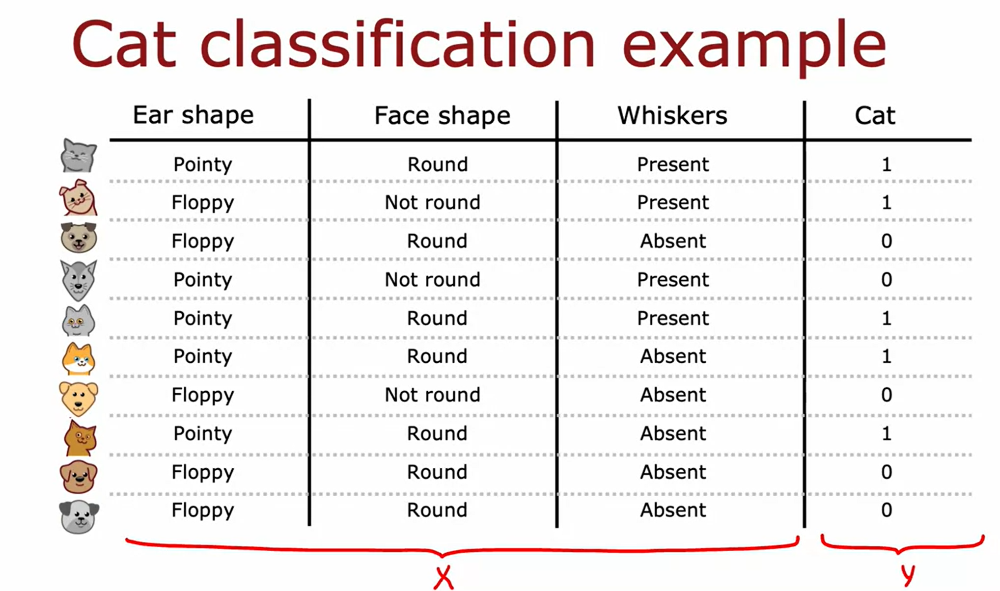 Cat classification example
Ear shape Face shape Whiskers Cat
Pointy Round Present 1
Floppy Not round Present 1
Floppy Round Absent 0
Pointy Not round Present 0
Pointy Round Present 1
Pointy Round Absent 1
Floppy Not round Absent 0
Pointy Round Absent 1
Floppy Round Absent 0
Floppy Round Absent 0
X y